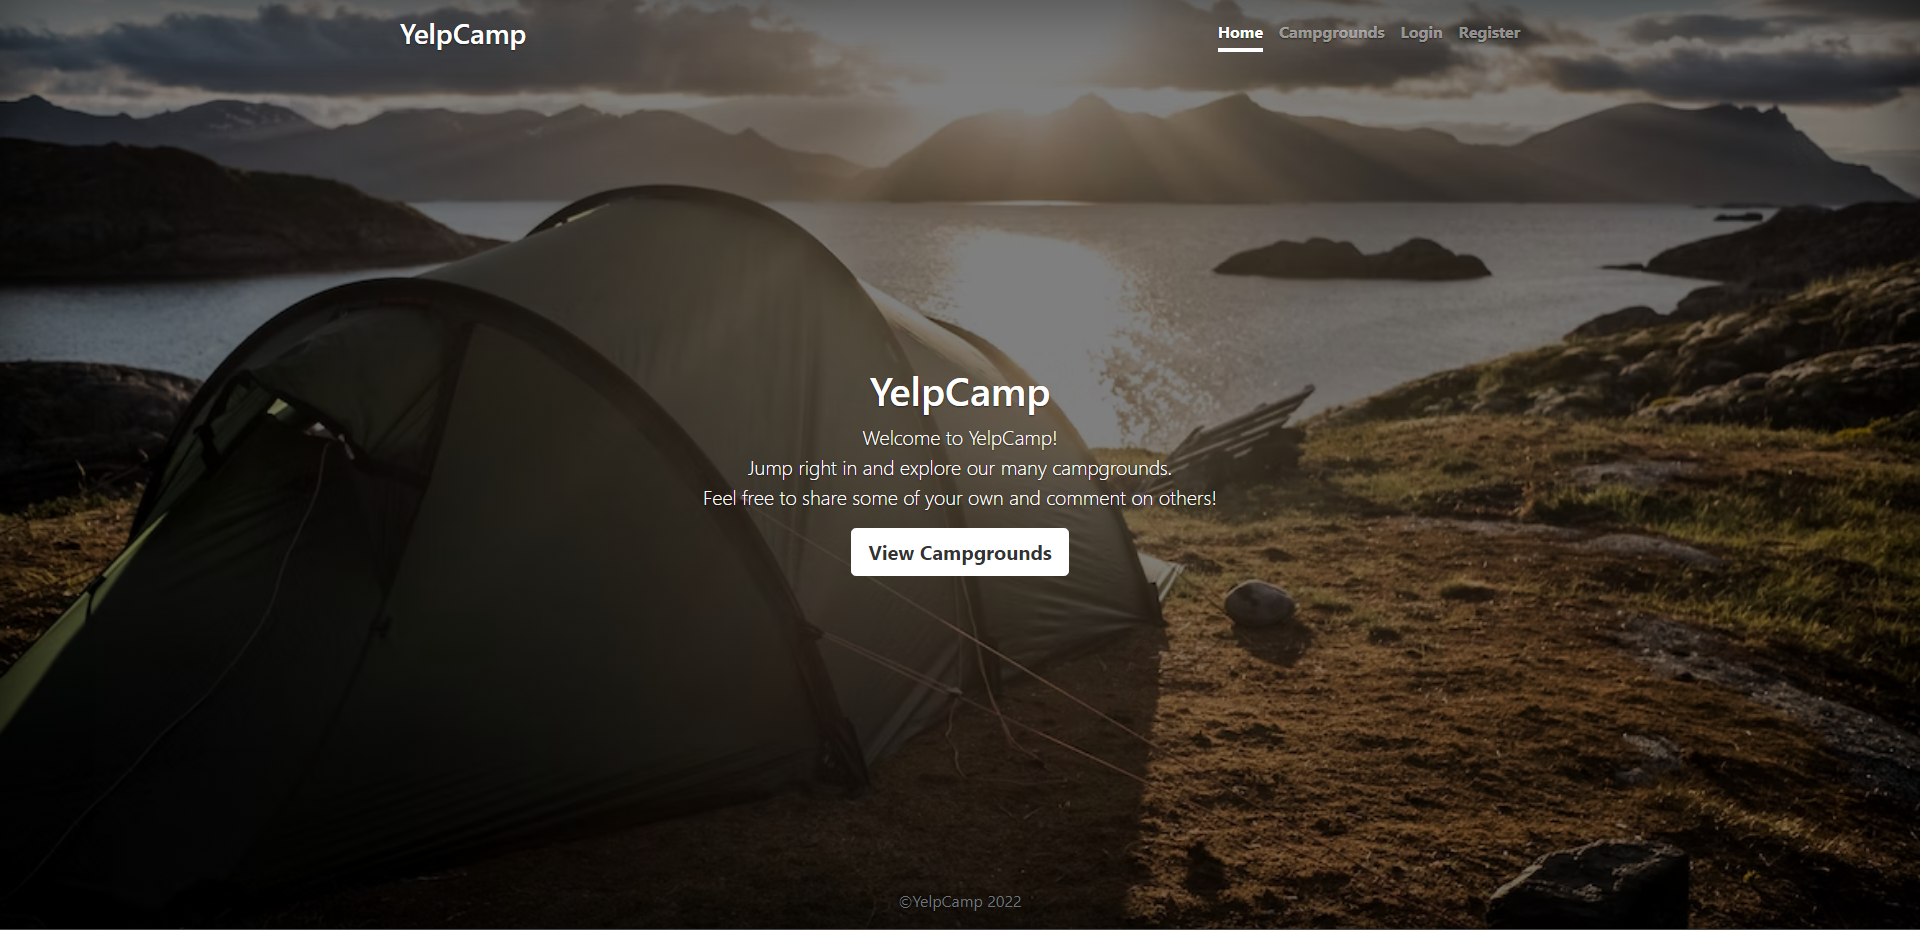 YelpCamp
Home Campgrounds Login Register
YelpCamp
Welcome to YelpCamp!
Jump right in and explore our many campgrounds.
Feel free to share some of your own and comment on others!
View Campgrounds
©YelpCamp 2022